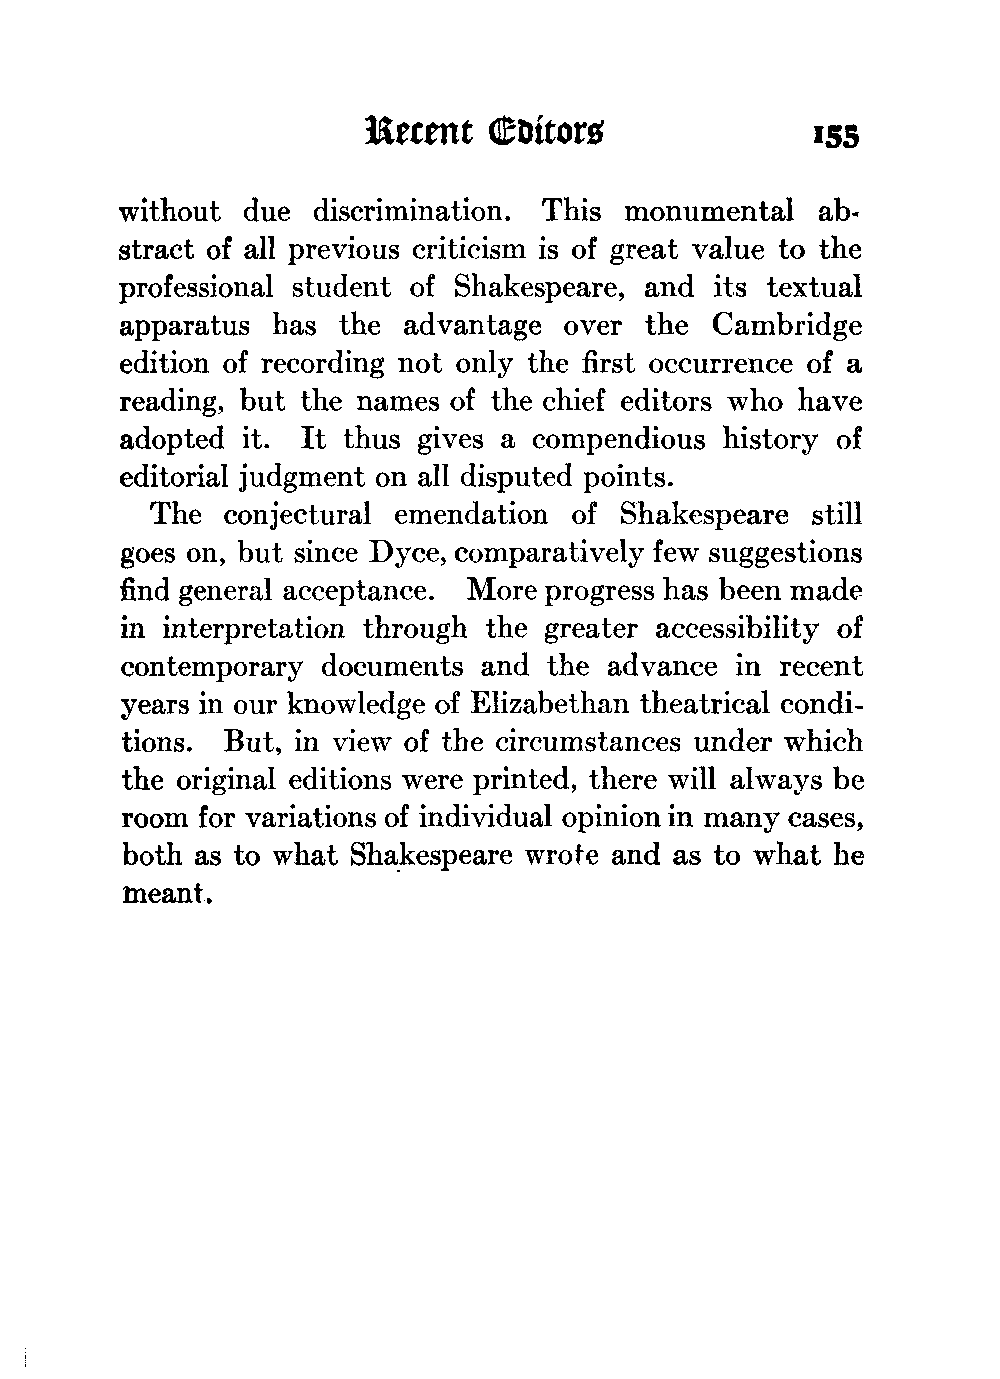 Recent Editors 155
without due discrimination. This monumental ab-
stract of all previous criticism is of great value to the
professional student of Shakespeare, and its textual
apparatus has the advantage over the Cambridge
edition of recording not only the first occurrence of a
reading, but the names of the chief editors who have
adopted it. It thus gives a compendious history of
editorial judgment on all disputed points.
The conjectural emendation of Shakespeare still
goes on, but since Dyce, comparatively few suggestions
find general acceptance. More progress has been made
in interpretation through the greater accessibility of
contemporary documents and the advance in recent
years in our knowledge of Elizabethan theatrical condi-
tions. But, in view of the circumstances under which
the original editions were printed, there will always be
room for variations of individual opinion in many cases,
both as to what Shakespeare wrote and as to what he
meant.